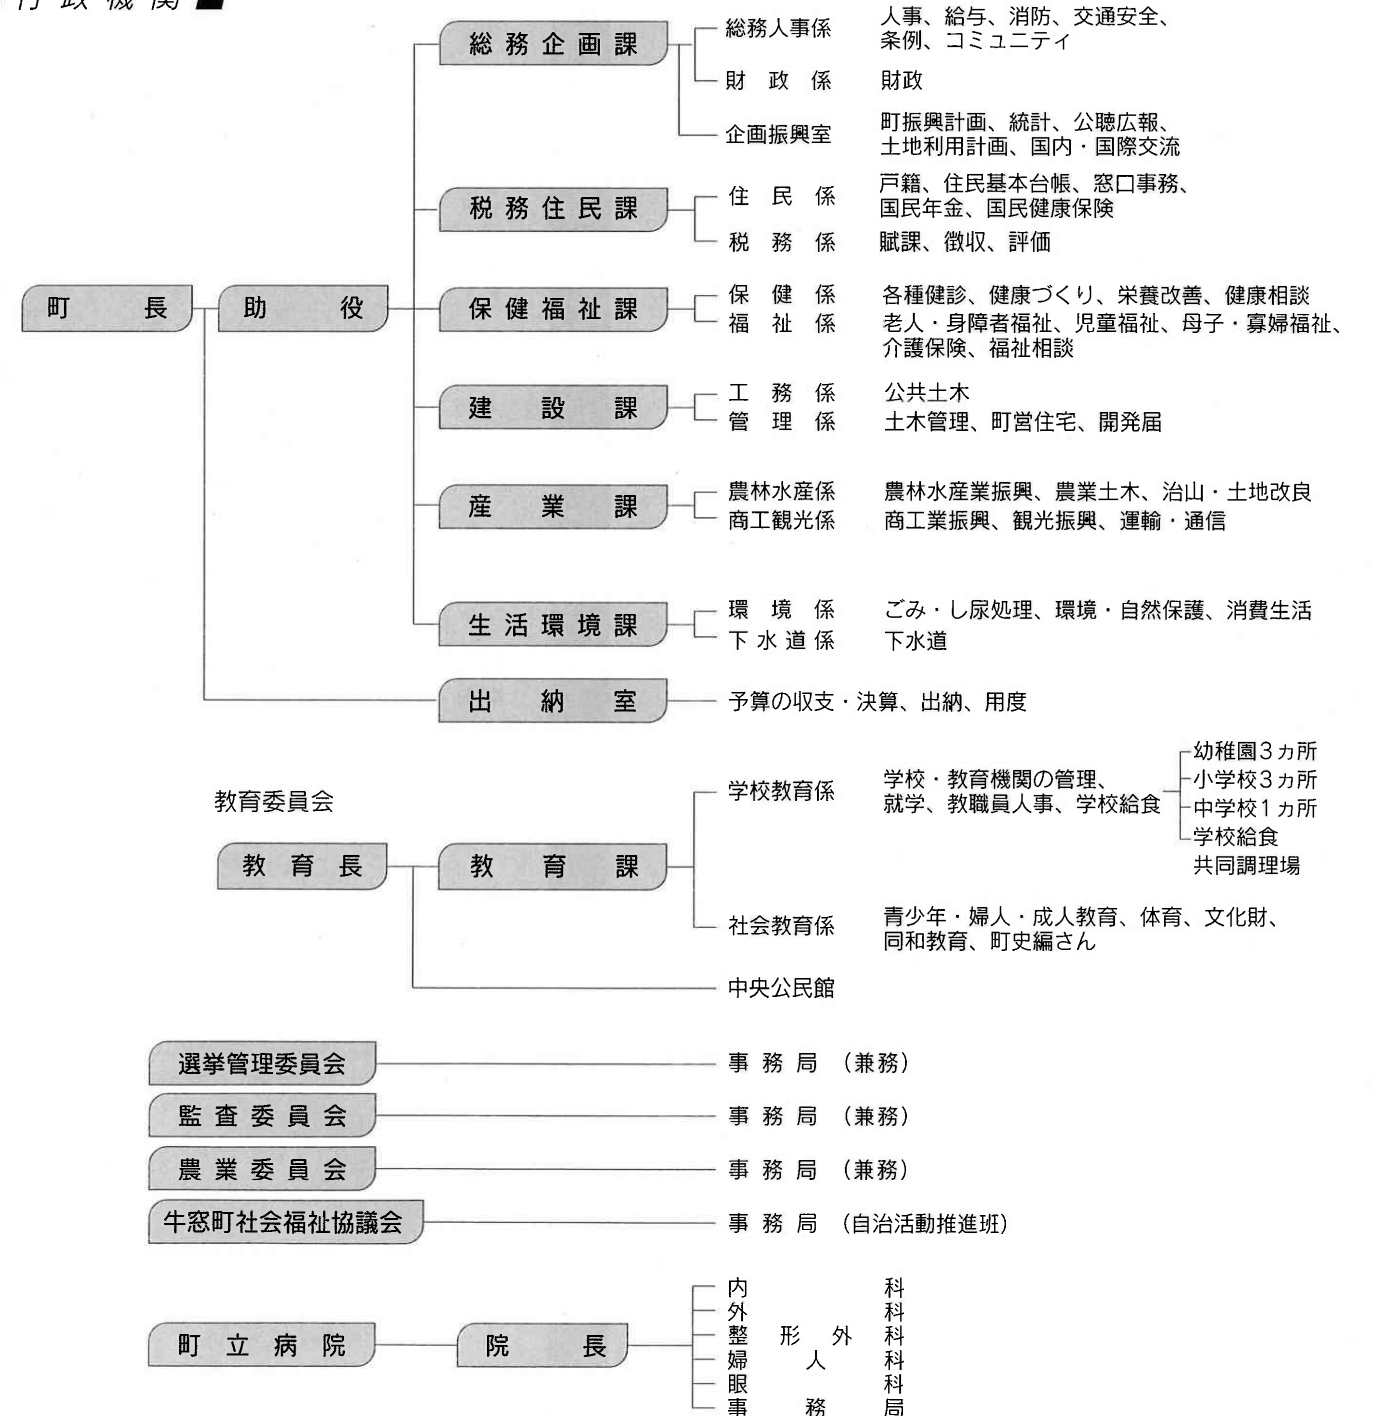 行政機関
総務企画課
総務人事係 人事、給与、消防、交通安全、
条例、コミュニティ
財政係 財政
企画振興室 町振興計画、統計、公聴広報、
土地利用計画、国内・国際交流
税務住民課
住民係 戸籍、住民基本台帳、窓口事務、
国民年金、国民健康保険
税務係 賦課、徴収、評価
町長
助役
保健福祉課
保健係 各種健診、健康づくり、栄養改善、健康相談
福祉係 老人・身障者福祉、児童福祉、母子・寡婦福祉、
介護保険、福祉相談
建設課
工務係 公共土木
管理係 土木管理、町営住宅、開発届
産業課
農林水産係 農林水産業振興、農業土木、治山・土地改良
商工観光係 商工業振興、観光振興、運輸・通信
生活環境課
環境係 ごみ・し尿処理、環境・自然保護、消費生活
下水道係 下水道
出納室 予算の収支・決算、出納、用度
教育委員会
教育長
教育課
学校教育係 学校・教育機関の管理、
就学、教職員人事、学校給食
幼稚園3ヵ所
小学校3ヵ所
中学校1ヵ所
学校給食
共同調理場
社会教育係 青少年・婦人・成人教育、体育、文化財、
同和教育、町史編さん
中央公民館
選挙管理委員会 事務局（兼務）
監査委員会 事務局（兼務）
農業委員会 事務局（兼務）
牛窓町社会福祉協議会 事務局（自治活動推進班）
町立病院
院長
内科
外科
整形外科
婦人科
眼科
事務局